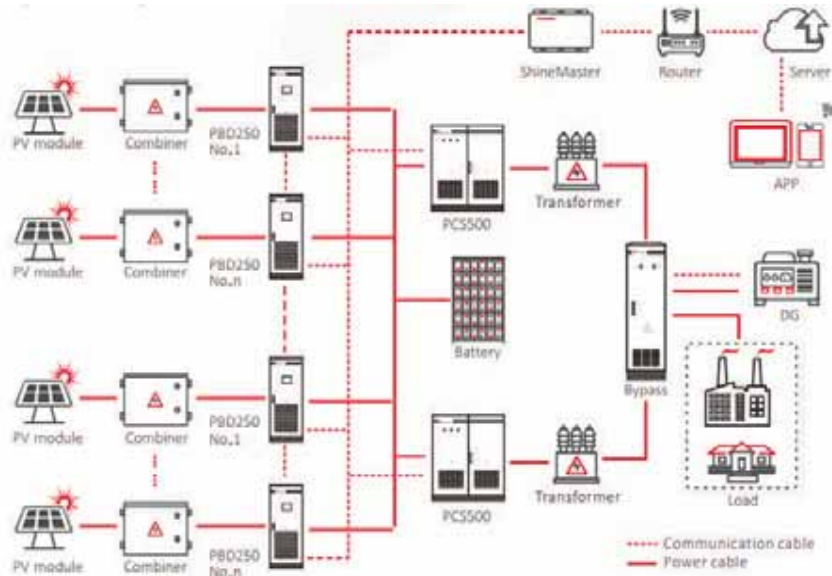 ShineMaster
Router
Server
APP
PV module
Combiner
PBD250
No.1
PCS500
Transformer
PV module
Combiner
PBD250
No.n
Battery
Bypass
DG
PV module
Combiner
PBD250
No.1
PCS500
Transformer
Load
PV module
Combiner
PBD250
No.n
Communication cable
Power cable